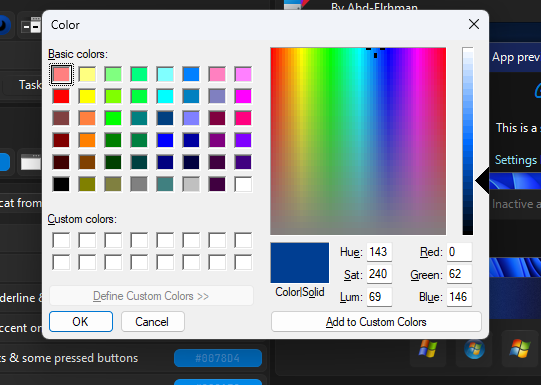 By Abd-Elrhman
Color
Basic colors:
App prev
Task
This is a s
Settings
cat from
Inactive a
Custom colors:
Hue: 143 Red: 0
Sat: 240 Green: 62
Color|Solid Lum: 69 Blue: 146
Define Custom Colors >>
OK Cancel Add to Custom Colors
derline &
ccent or
s & some pressed buttons #0078D4